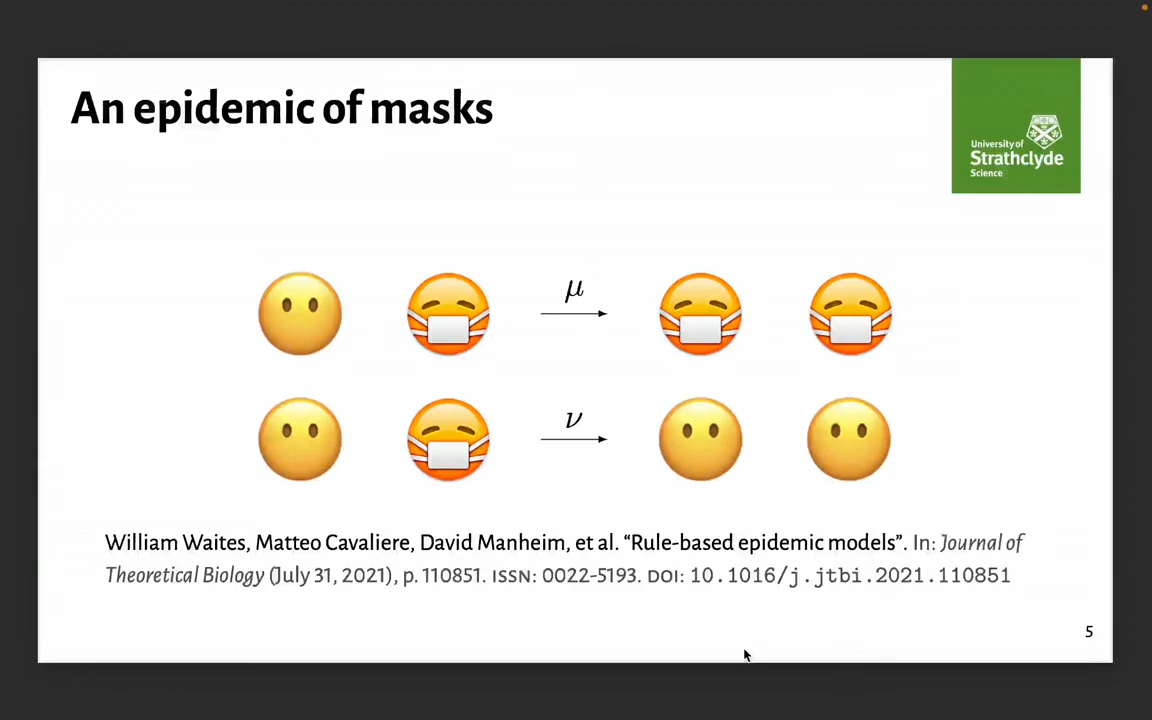 An epidemic of masks
University of
Strathclyde
Science
μ
ν
William Waites, Matteo Cavaliere, David Manheim, et al. “Rule-based epidemic models”. In: Journal of
Theoretical Biology (July 31, 2021), p. 110851. ISSN: 0022-5193. DOI: 10.1016/j.jtbi.2021.110851
5